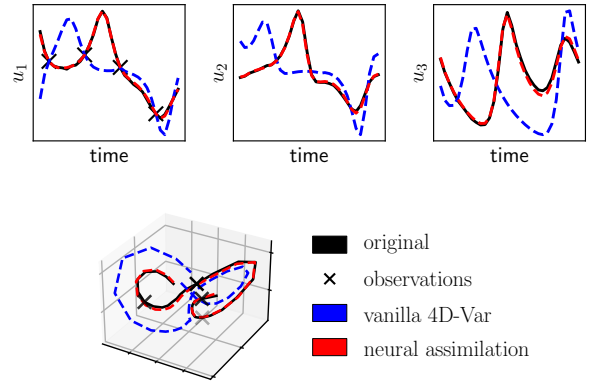 u1
time
u2
time
u3
time
original
observations
vanilla 4D-Var
neural assimilation